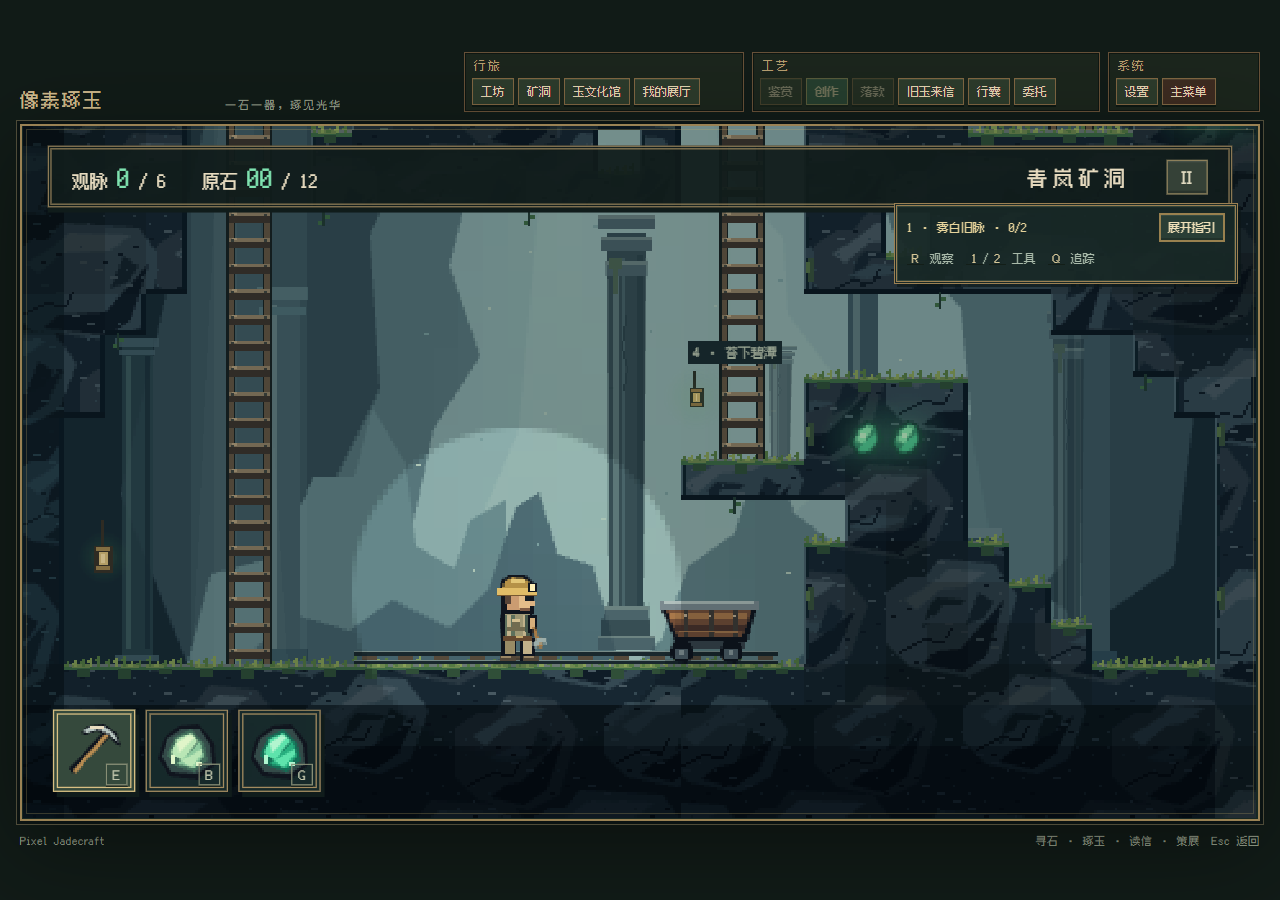 行旅
工艺
系统
像素琢玉
一石一器，琢见光华
工坊 矿洞 玉文化馆 我的展厅
鉴赏 创作 落款 旧玉来信 行囊 委托
设置 主菜单
观脉 0 / 6 原石 00 / 12
青岚矿洞 II
1 · 雾白旧脉 · 0/2 展开指引
R 观察 1 / 2 工具 Q 追踪
4 · 苔下碧潭
E B G
Pixel Jadecraft
寻石 · 琢玉 · 读信 · 策展 Esc 返回